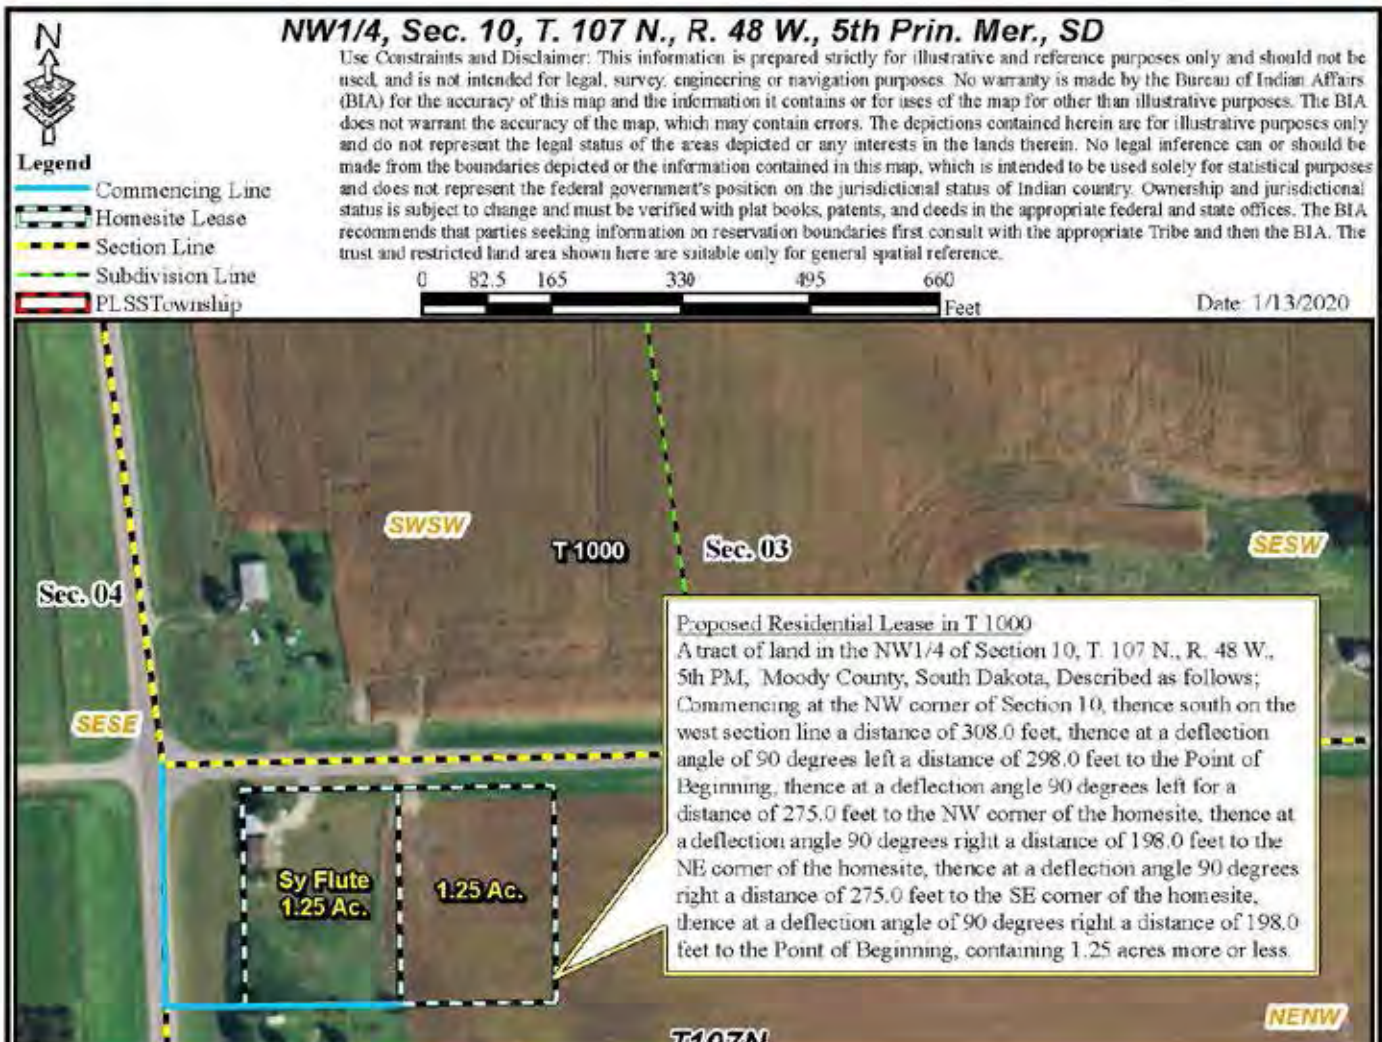 NW1/4, Sec. 10, T. 107 N., R. 48 W., 5th Prin. Mer., SD
N
Use Constraints and Disclaimer: This information is prepared strictly for illustrative and reference purposes only and should not be
used, and is not intended for legal, survey, engineering or navigation purposes. No warranty is made by the Bureau of Indian Affairs
(BIA) for the accuracy of this map and the information it contains or for uses of the map for other than illustrative purposes. The BIA
does not warrant the accuracy of the map, which may contain errors. The depictions contained herein are for illustrative purposes only
and do not represent the legal status of the areas depicted or any interests in the lands therein. No legal inference can or should be
made from the boundaries depicted or the information contained in this map, which is intended to be used solely for statistical purposes
and does not represent the federal government's position on the jurisdictional status of Indian country. Ownership and jurisdictional
status is subject to change and must be verified with plat books, patents, and deeds in the appropriate federal and state offices. The BIA
recommends that parties seeking information on reservation boundaries first consult with the appropriate Tribe and then the BIA. The
trust and restricted land area shown here are suitable only for general spatial reference.
Legend
Commencing Line
Homesite Lease
Section Line
Subdivision Line
PLSSTownship
0 82.5 165 330 495 660
Feet
Date: 1/13/2020
SWSW
T 1000
Sec. 03
SESW
Sec. 04
SESE
Proposed Residential Lease in T 1000
A tract of land in the NW1/4 of Section 10, T. 107 N., R. 48 W.,
5th PM, Moody County, South Dakota, Described as follows;
Commencing at the NW corner of Section 10, thence south on the
west section line a distance of 308.0 feet, thence at a deflection
angle of 90 degrees left a distance of 298.0 feet to the Point of
Beginning, thence at a deflection angle 90 degrees left for a
distance of 275.0 feet to the NW corner of the homesite, thence at
a deflection angle 90 degrees right a distance of 198.0 feet to the
NE corner of the homesite, thence at a deflection angle 90 degrees
right a distance of 275.0 feet to the SE corner of the homesite,
thence at a deflection angle of 90 degrees right a distance of 198.0
feet to the Point of Beginning, containing 1.25 acres more or less.
Sy Flute
1.25 Ac.
1.25 Ac.
NENW
T107N